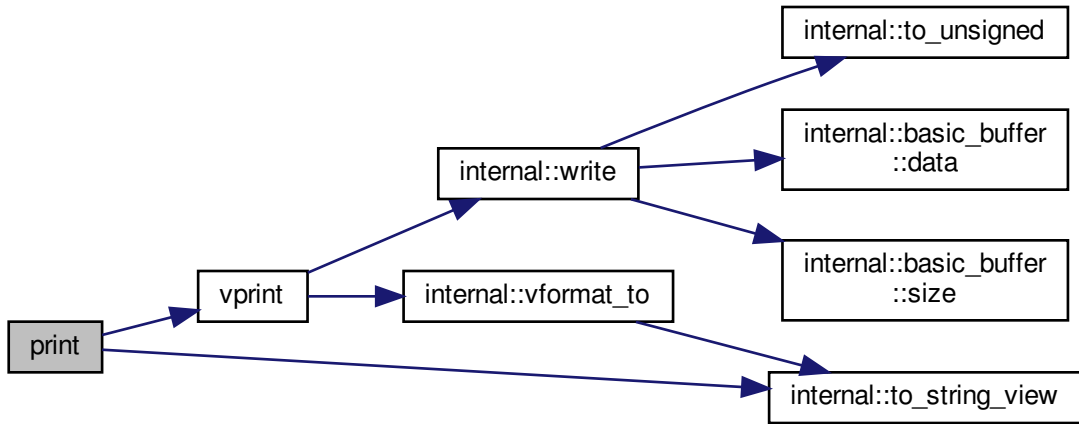 internal::to_unsigned
internal::basic_buffer
::data
internal::write
internal::basic_buffer
::size
vprint
internal::vformat_to
print
internal::to_string_view